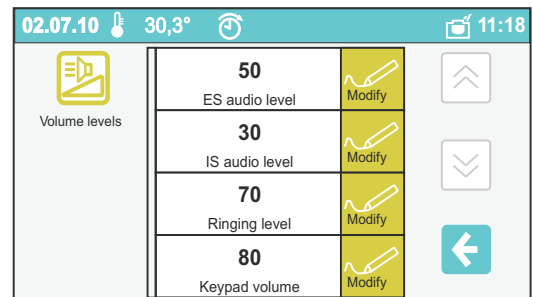 02.07.10 30,3° 11:18
Volume levels
50
ES audio level
Modify
30
IS audio level
Modify
70
Ringing level
Modify
80
Keypad volume
Modify